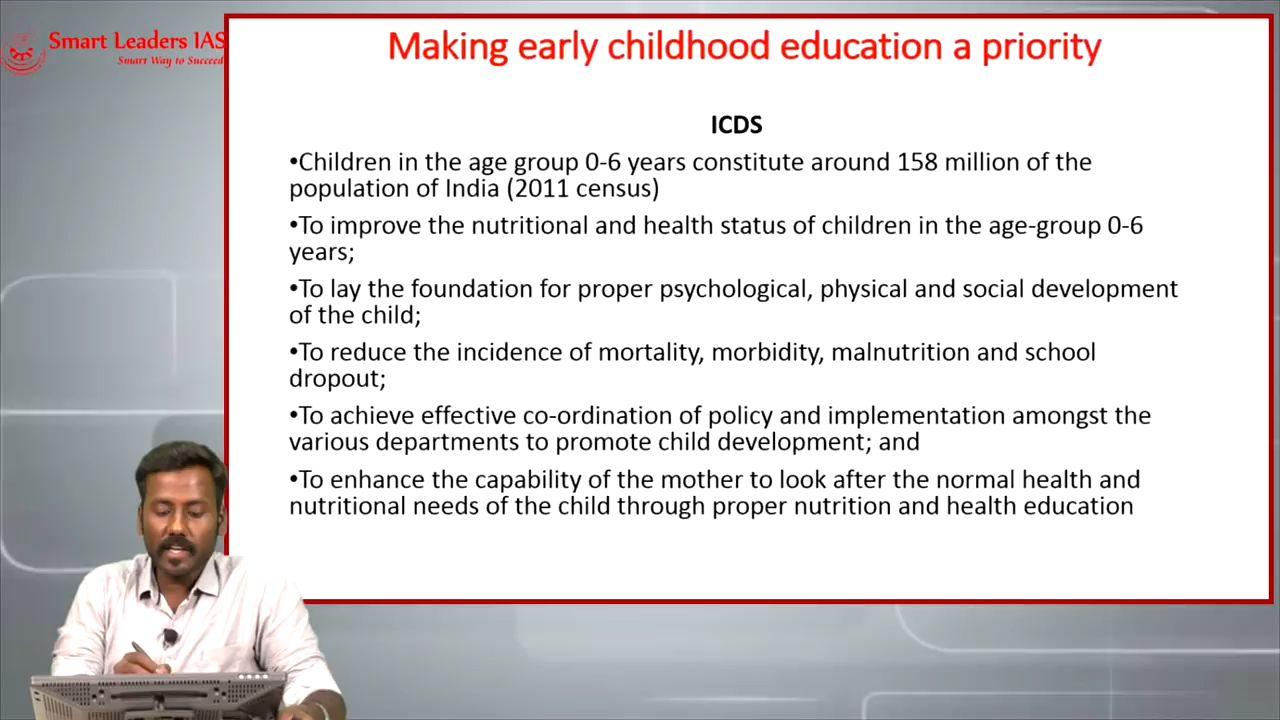 Smart Leaders IAS
Smart Way to Succeed
Making early childhood education a priority
ICDS
•Children in the age group 0-6 years constitute around 158 million of the
population of India (2011 census)
•To improve the nutritional and health status of children in the age-group 0-6
years;
•To lay the foundation for proper psychological, physical and social development
of the child;
•To reduce the incidence of mortality, morbidity, malnutrition and school
dropout;
•To achieve effective co-ordination of policy and implementation amongst the
various departments to promote child development; and
•To enhance the capability of the mother to look after the normal health and
nutritional needs of the child through proper nutrition and health education